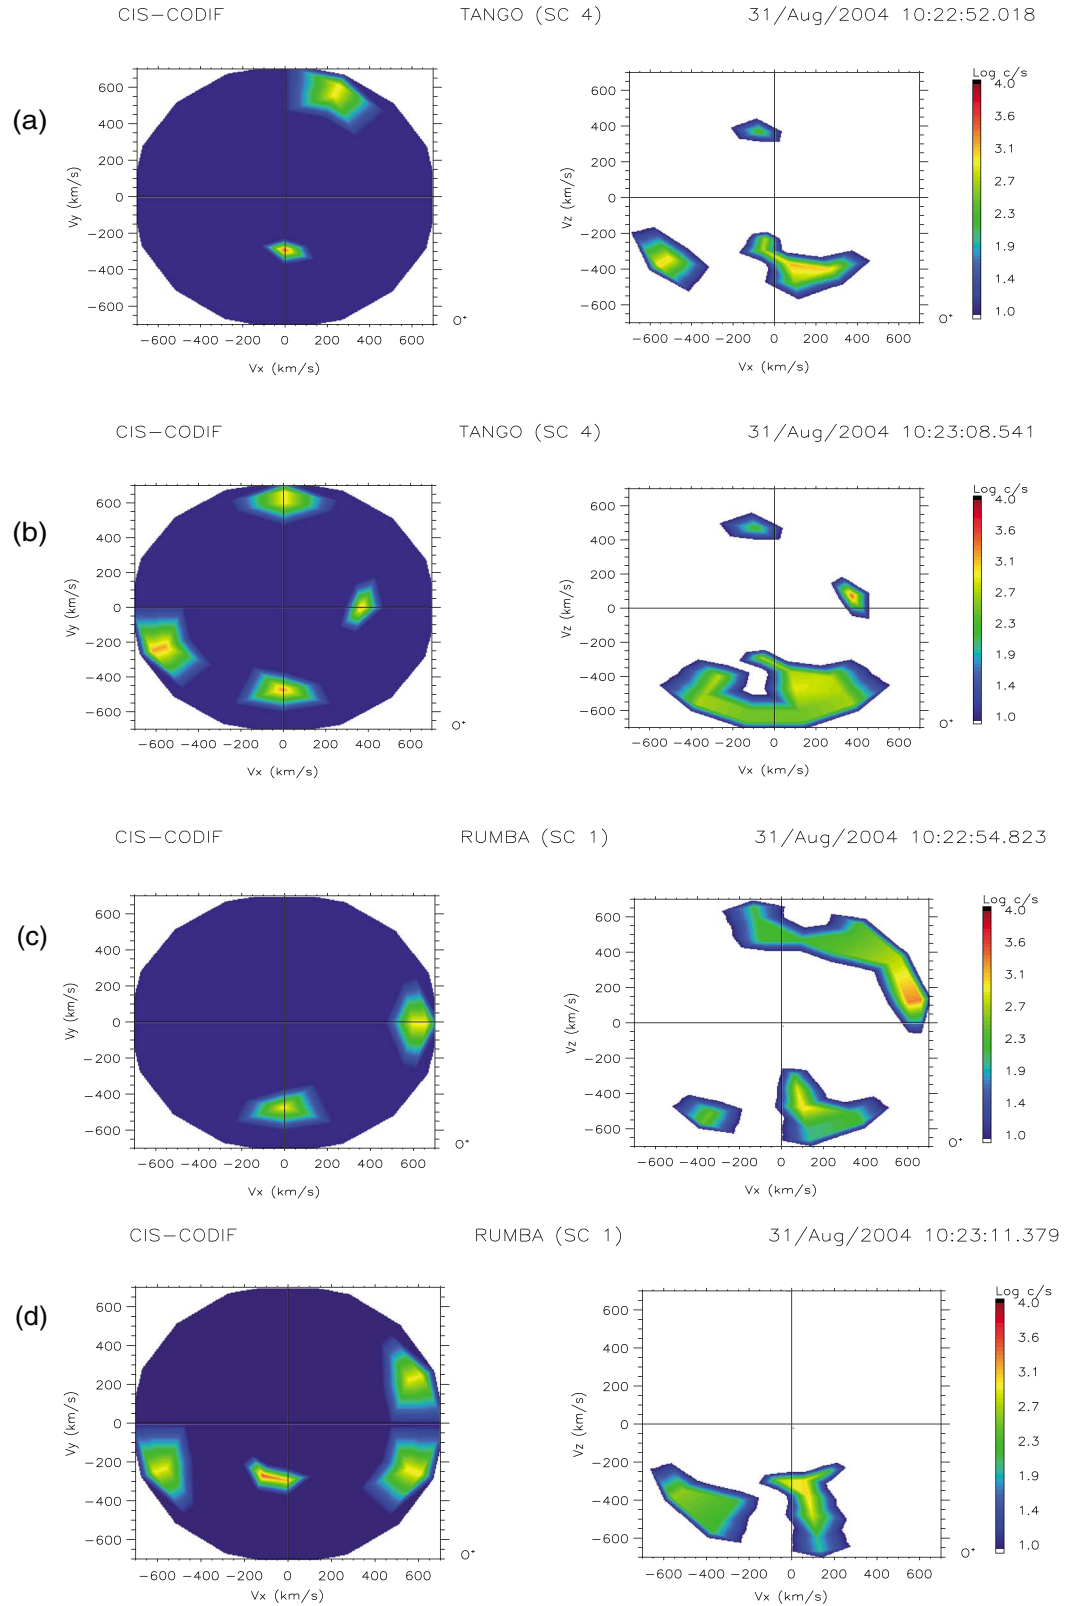 CIS-CODIF TANGO (SC 4) 31/Aug/2004 10:22:52.018
(a)
Log c/s
4.0
3.6
3.1
2.7
2.3
1.9
1.4
1.0
Vy (km/s)
600
400
200
0
-200
-400
-600
-600 -400 -200 0 200 400 600
Vx (km/s)
O+
Vz (km/s)
600
400
200
0
-200
-400
-600
-600 -400 -200 0 200 400 600
Vx (km/s)
O+
CIS-CODIF TANGO (SC 4) 31/Aug/2004 10:23:08.541
(b)
Log c/s
4.0
3.6
3.1
2.7
2.3
1.9
1.4
1.0
Vy (km/s)
600
400
200
0
-200
-400
-600
-600 -400 -200 0 200 400 600
Vx (km/s)
O+
Vz (km/s)
600
400
200
0
-200
-400
-600
-600 -400 -200 0 200 400 600
Vx (km/s)
O+
CIS-CODIF RUMBA (SC 1) 31/Aug/2004 10:22:54.823
(c)
Log c/s
4.0
3.6
3.1
2.7
2.3
1.9
1.4
1.0
Vy (km/s)
600
400
200
0
-200
-400
-600
-600 -400 -200 0 200 400 600
Vx (km/s)
O+
Vz (km/s)
600
400
200
0
-200
-400
-600
-600 -400 -200 0 200 400 600
Vx (km/s)
O+
CIS-CODIF RUMBA (SC 1) 31/Aug/2004 10:23:11.379
(d)
Log c/s
4.0
3.6
3.1
2.7
2.3
1.9
1.4
1.0
Vy (km/s)
600
400
200
0
-200
-400
-600
-600 -400 -200 0 200 400 600
Vx (km/s)
O+
Vz (km/s)
600
400
200
0
-200
-400
-600
-600 -400 -200 0 200 400 600
Vx (km/s)
O+